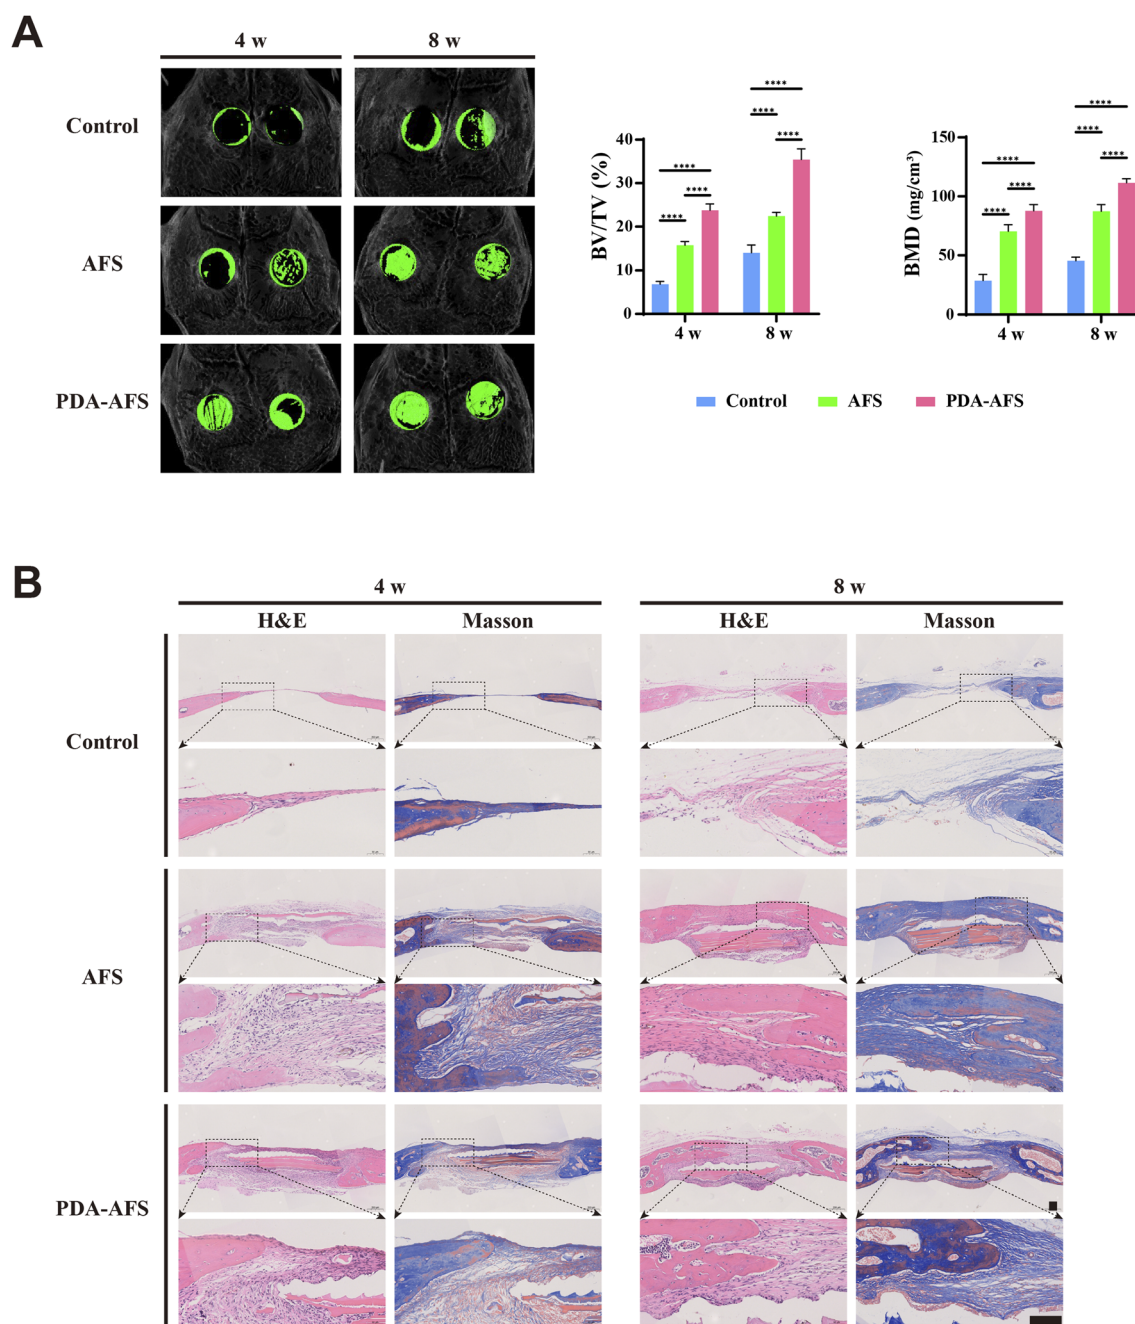 A
4 w 8 w
Control
AFS
PDA-AFS
BV/TV (%)
40
30
20
10
0
**** **** **** **** **** ****
4 w 8 w
BMD (mg/cm³)
150
100
50
0
**** **** **** **** **** ****
4 w 8 w
Control AFS PDA-AFS
B
4 w 8 w
H&E Masson H&E Masson
Control
AFS
PDA-AFS